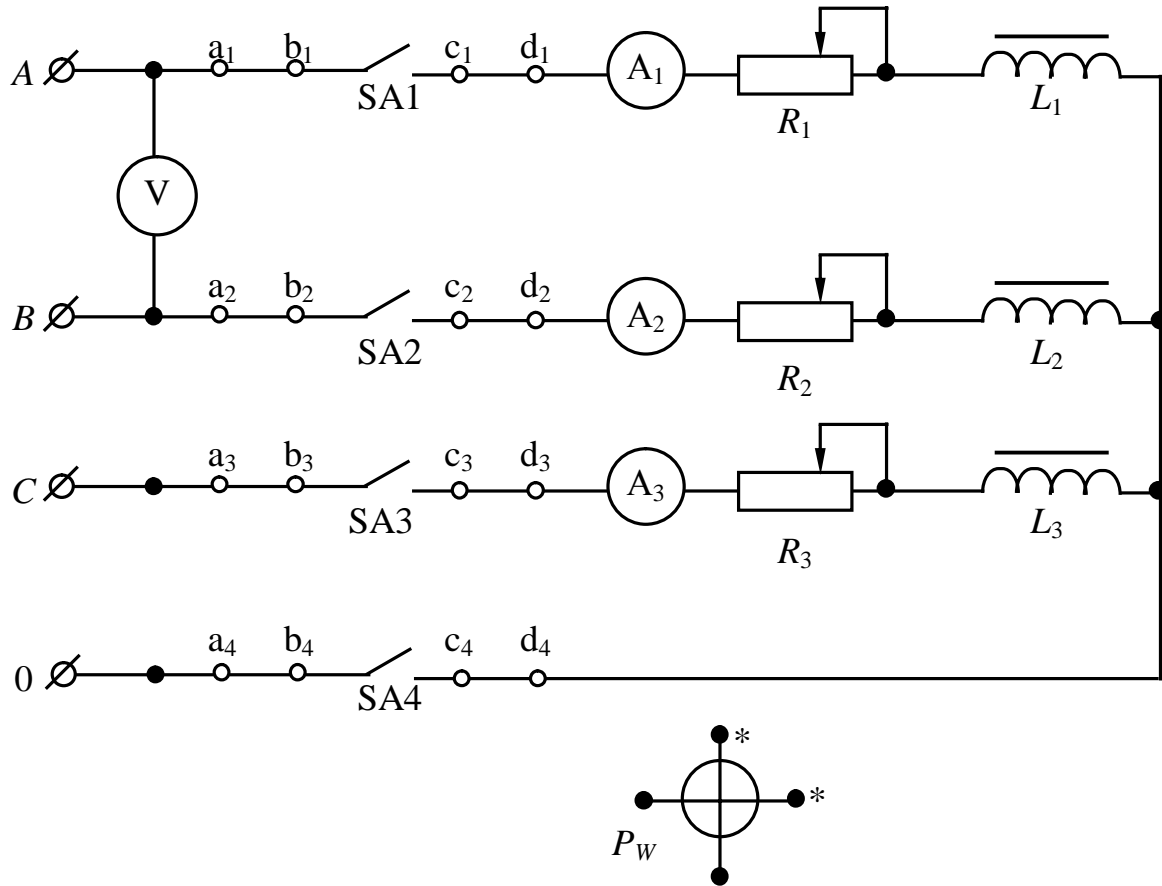 A a₁ b₁ SA1 c₁ d₁ A₁ R₁ L₁
V
B a₂ b₂ SA2 c₂ d₂ A₂ R₂ L₂
C a₃ b₃ SA3 c₃ d₃ A₃ R₃ L₃
0 a₄ b₄ SA4 c₄ d₄
*
*
P_W